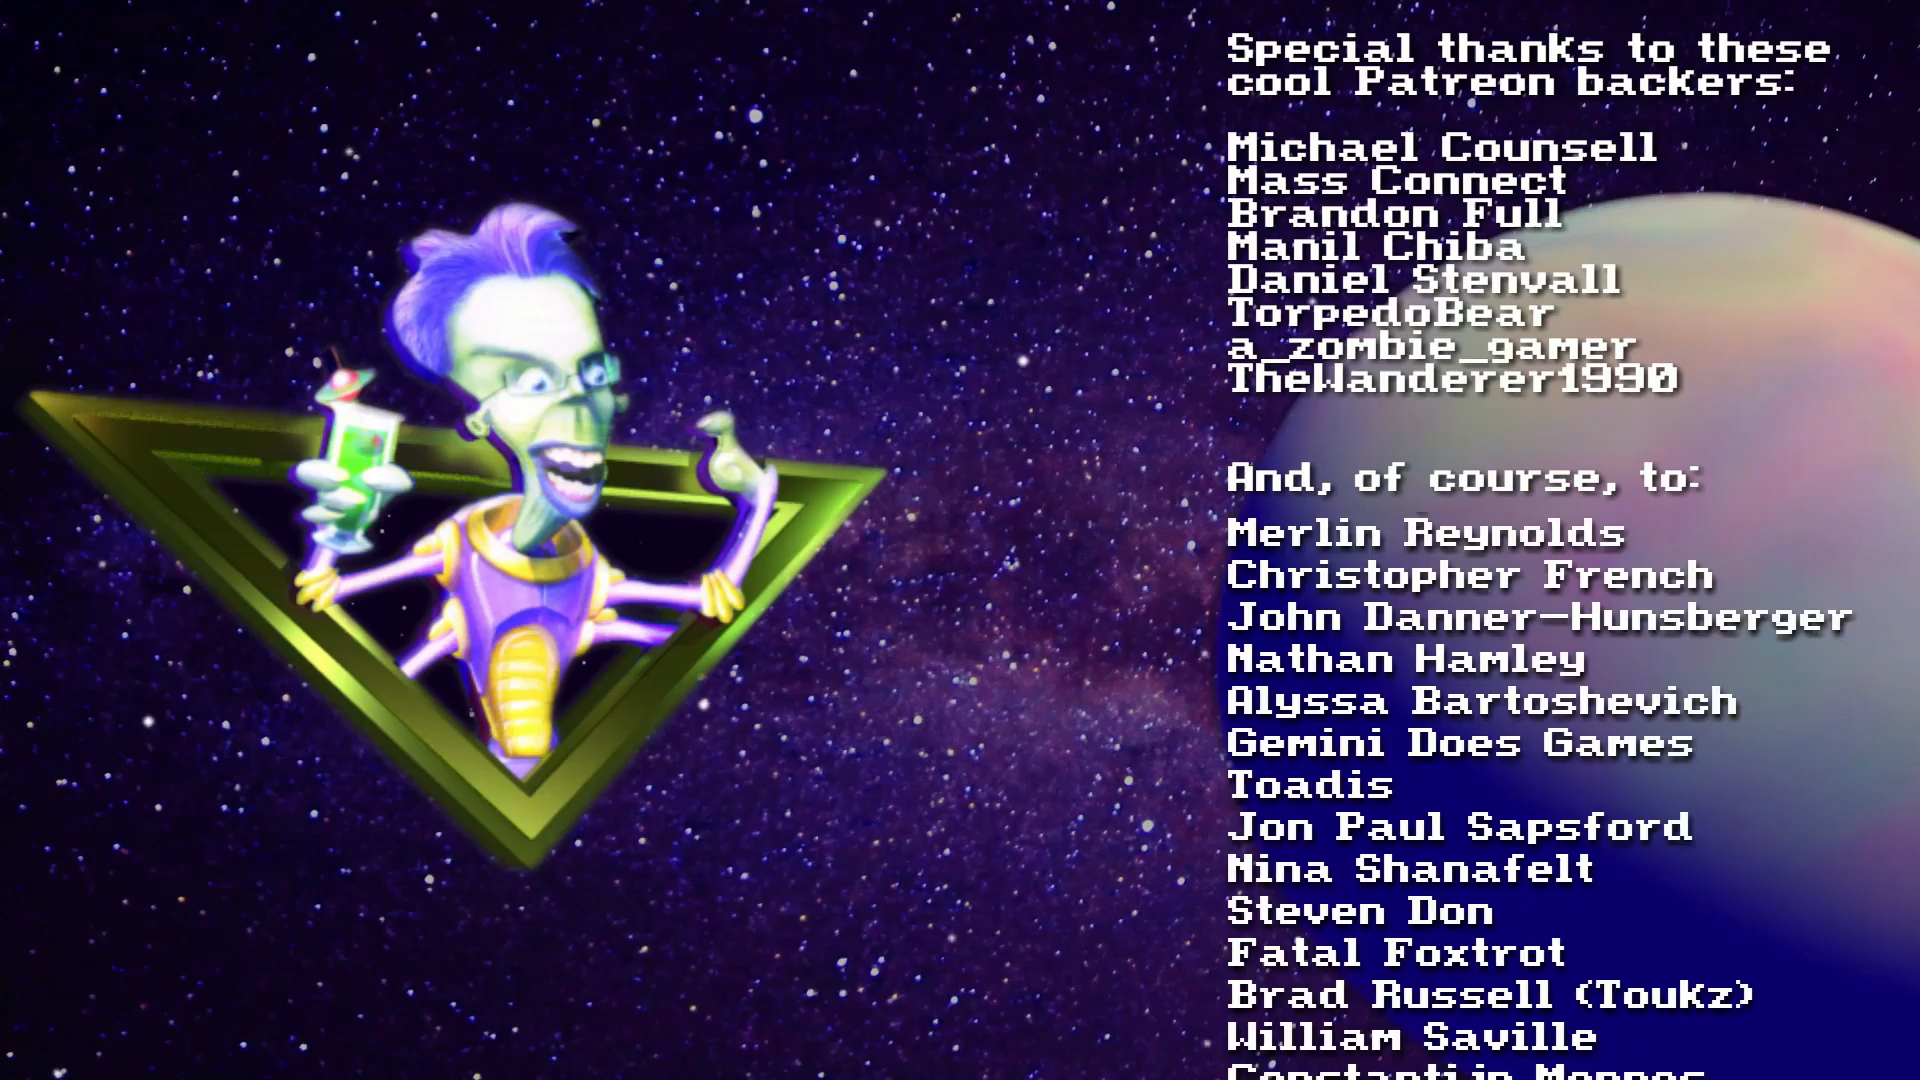 Special thanks to these
cool Patreon backers:
Michael Counsell
Mass Connect
Brandon Full
Manil Chiba
Daniel Stenvall
TorpedoBear
a_zombie_gamer
TheWanderer1990
And, of course, to:
Merlin Reynolds
Christopher French
John Danner-Hunsberger
Nathan Hamley
Alyssa Bartoshevich
Gemini Does Games
Toadis
Jon Paul Sapsford
Nina Shanafelt
Steven Don
Fatal Foxtrot
Brad Russell (Toukz)
William Saville